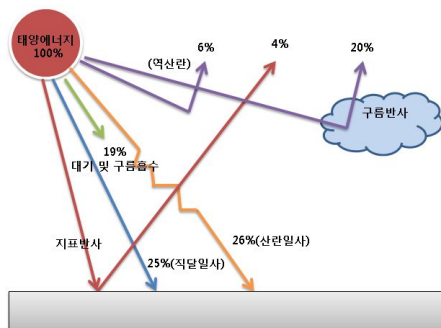 태양에너지
100%
(역산란)
6%
4%
20%
구름반사
19%
대기 및 구름흡수
지표반사
25%(직달일사)
26%(산란일사)